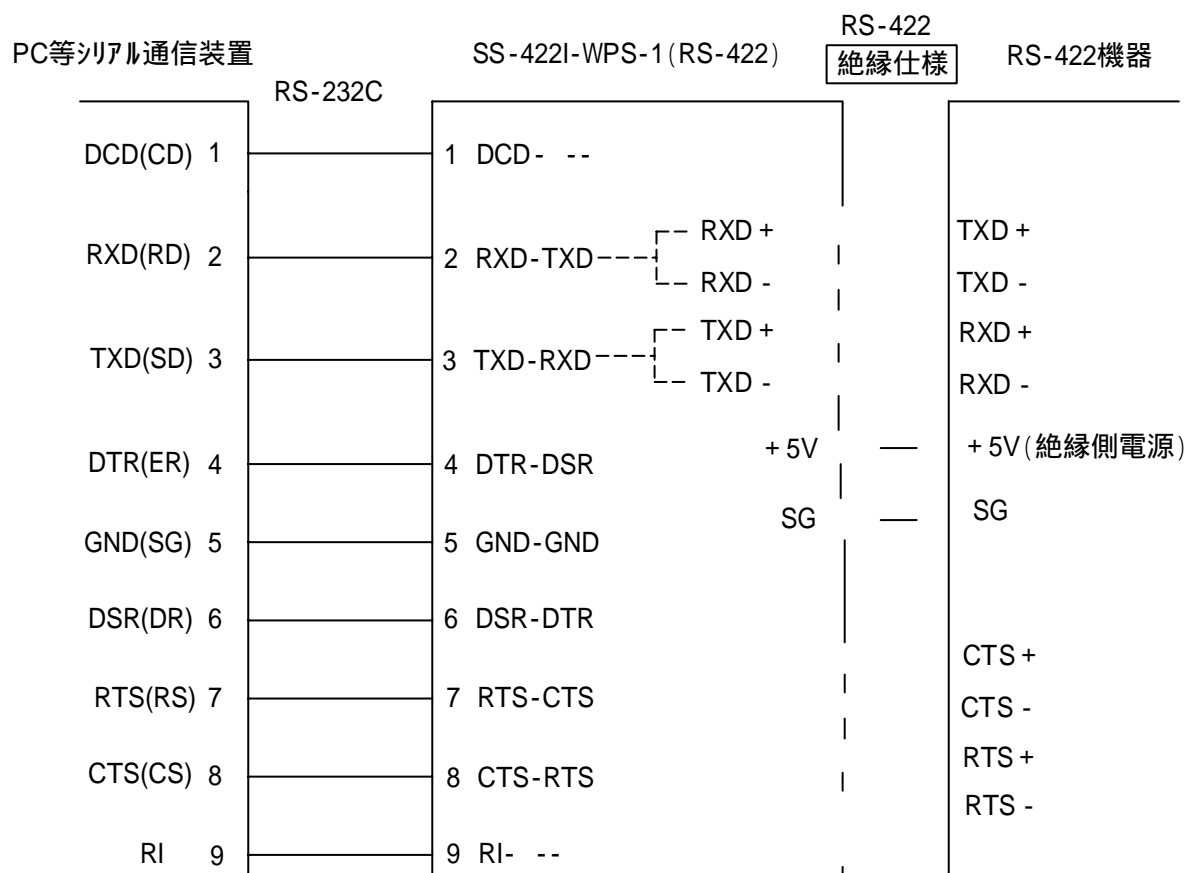 RS-422
PC等ｼﾘｱﾙ通信装置 SS-422I-WPS-1(RS-422) 絶縁仕様 RS-422機器
RS-232C
DCD(CD) 1 1 DCD- --
RXD(RD) 2 2 RXD-TXD RXD + TXD +
RXD - TXD -
TXD(SD) 3 3 TXD-RXD TXD + RXD +
TXD - RXD -
DTR(ER) 4 4 DTR-DSR + 5V + 5V(絶縁側電源)
SG SG
GND(SG) 5 5 GND-GND
DSR(DR) 6 6 DSR-DTR
CTS +
RTS(RS) 7 7 RTS-CTS CTS -
RTS +
CTS(CS) 8 8 CTS-RTS
RTS -
RI 9 9 RI- --